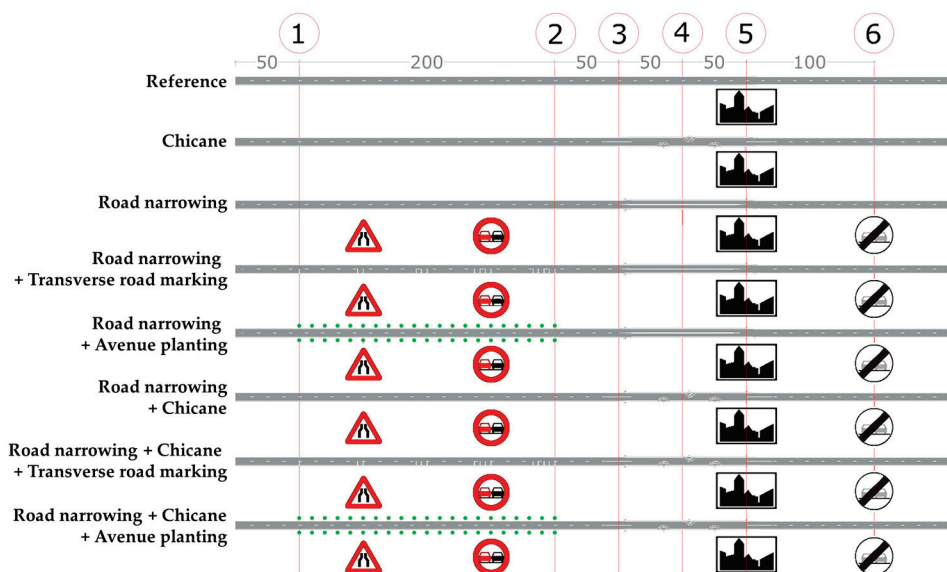 1 2 3 4 5 6
50 200 50 50 50 100
Reference
Chicane
Road narrowing
Road narrowing
+ Transverse road marking
Road narrowing
+ Avenue planting
Road narrowing
+ Chicane
Road narrowing + Chicane
+ Transverse road marking
Road narrowing + Chicane
+ Avenue planting